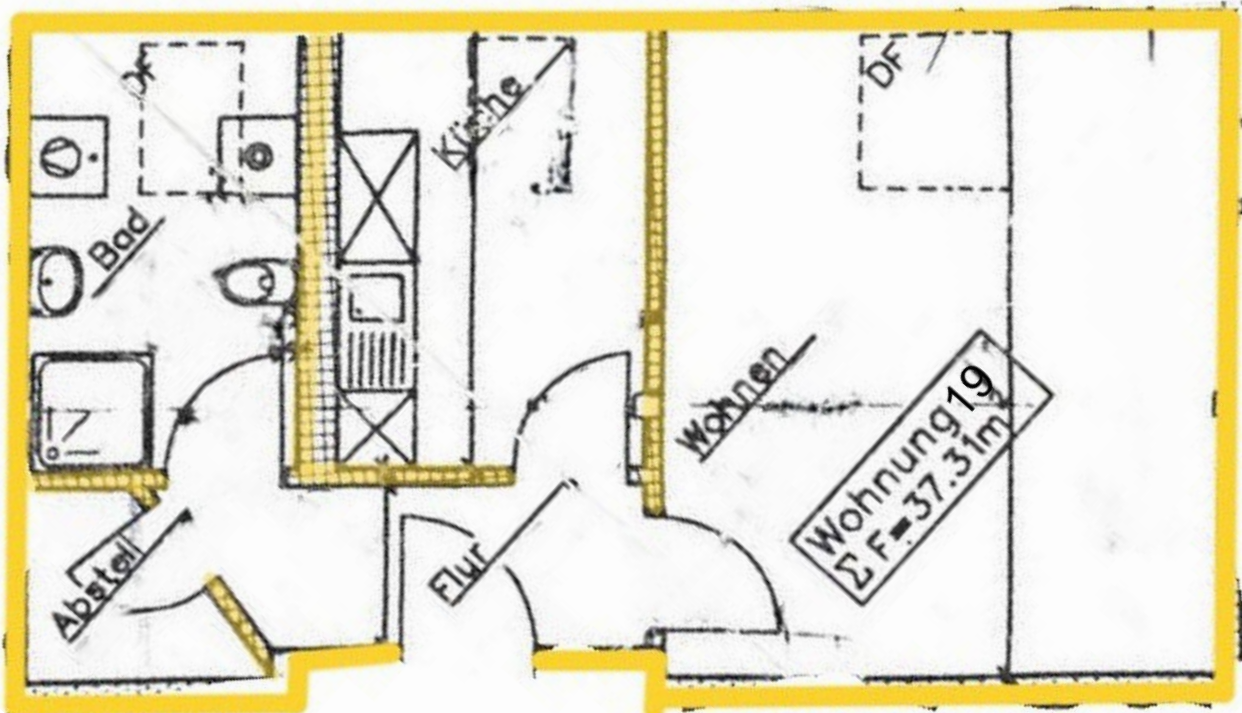 DF
Küche
DF
Bad
Wohnen
Wohnung 19
Σ F=37.31m²
Abstell
Flur